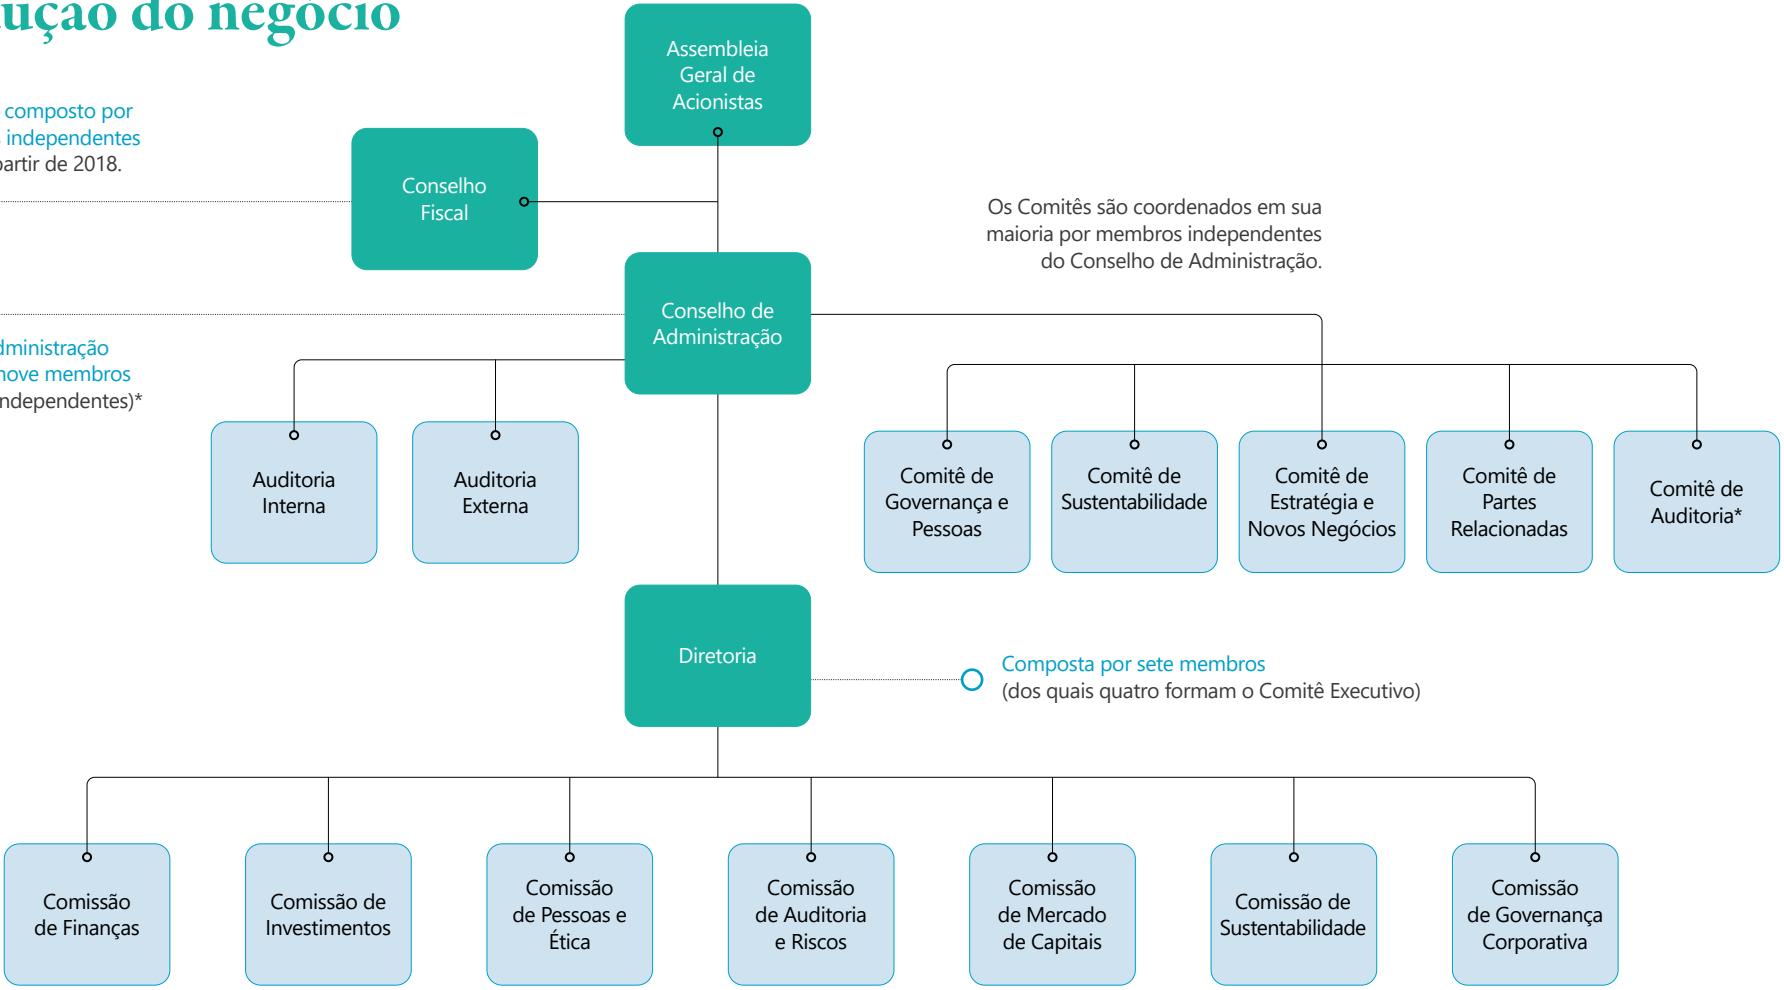 ução do negócio
Assembleia
Geral de
Acionistas
composto por
independentes
partir de 2018.
Conselho
Fiscal
Os Comitês são coordenados em sua
maioria por membros independentes
do Conselho de Administração.
Conselho de
Administração
dministração
nove membros
independentes)*
Auditoria
Interna
Auditoria
Externa
Comitê de
Governança e
Pessoas
Comitê de
Sustentabilidade
Comitê de
Estratégia e
Novos Negócios
Comitê de
Partes
Relacionadas
Comitê de
Auditoria*
Diretoria
Composta por sete membros
(dos quais quatro formam o Comitê Executivo)
Comissão
de Finanças
Comissão de
Investimentos
Comissão
de Pessoas e
Ética
Comissão
de Auditoria
e Riscos
Comissão
de Mercado
de Capitais
Comissão de
Sustentabilidade
Comissão
de Governança
Corporativa